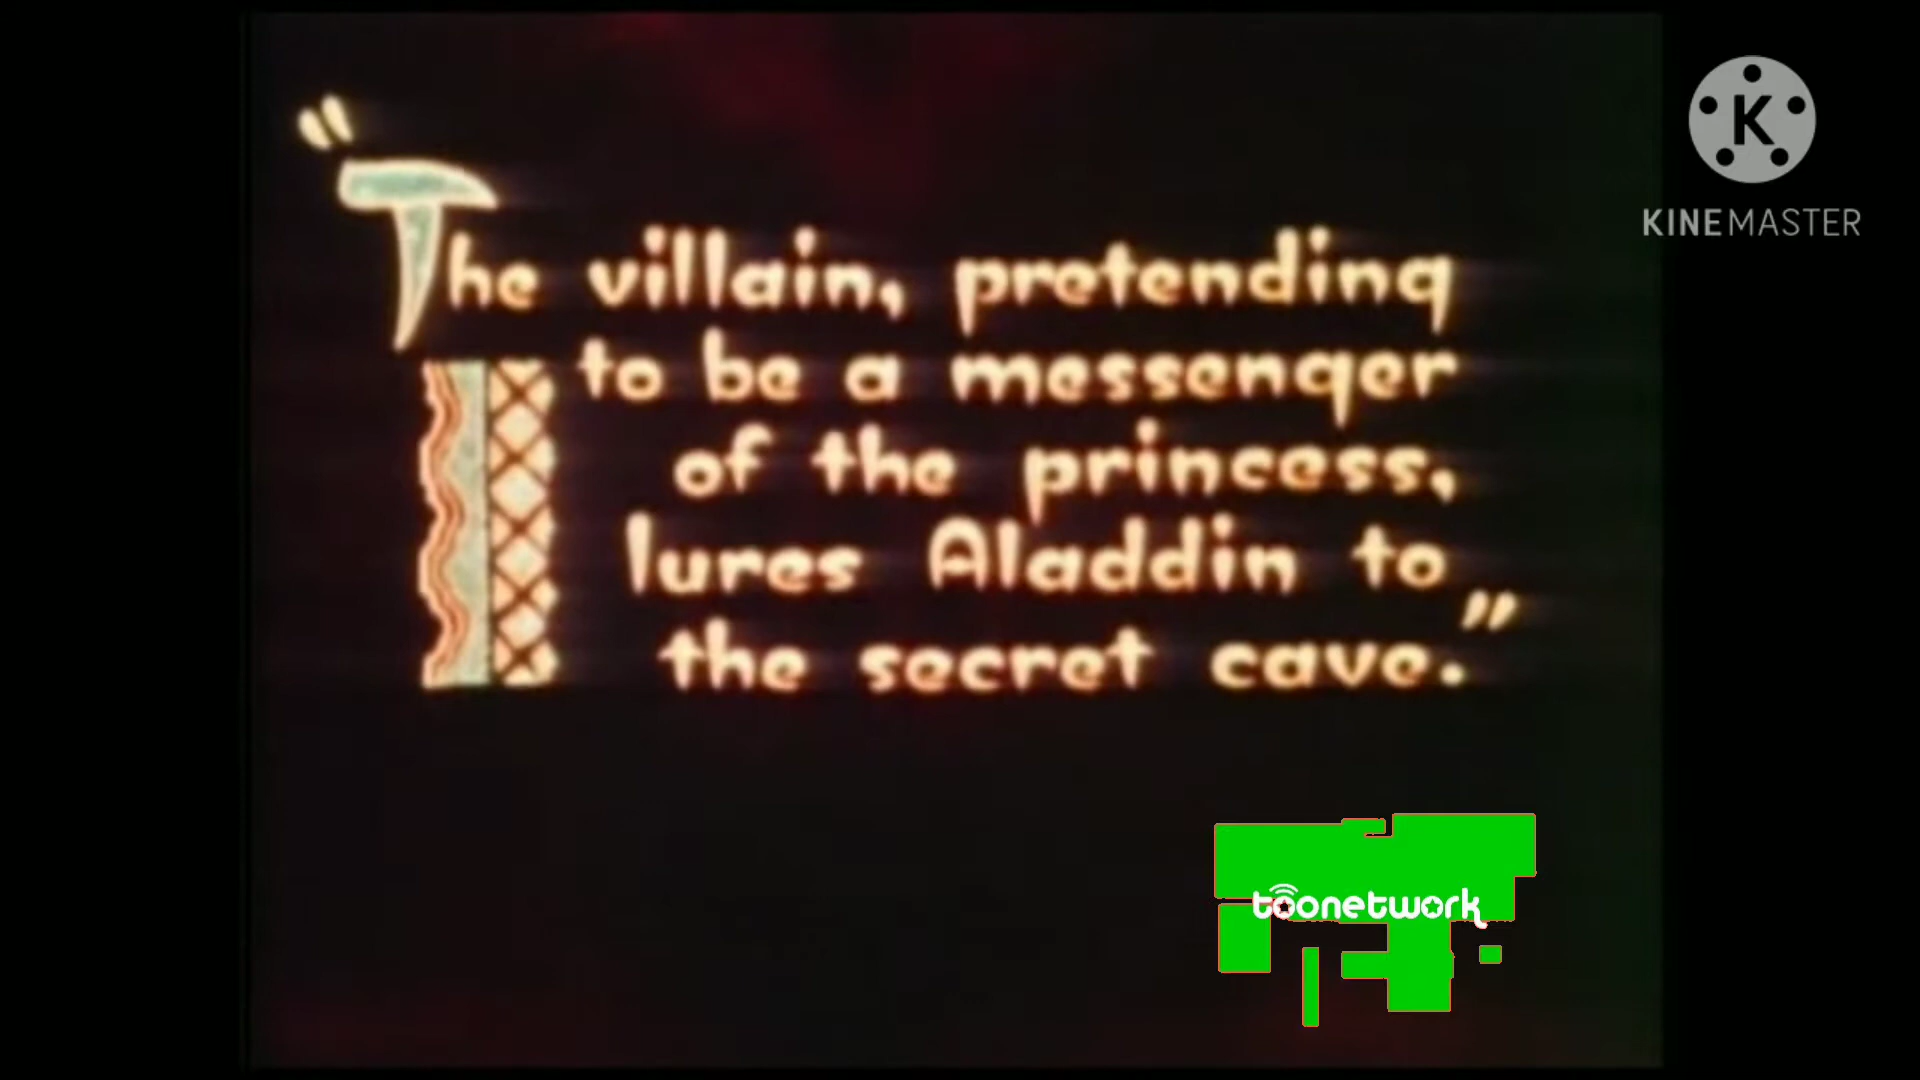 "The villain, pretending
to be a messenger
of the princess,
lures Aladdin to
the secret cave."
K
KINEMASTER
toonetwork